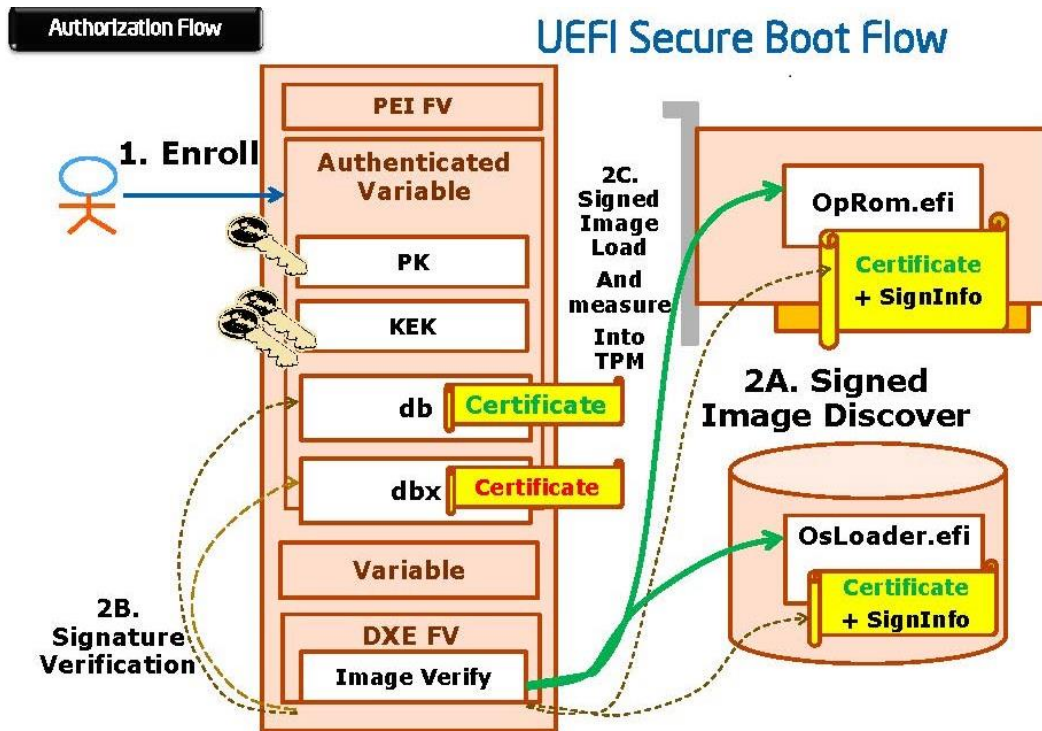 Authorization Flow
UEFI Secure Boot Flow
PEI FV
1. Enroll
Authenticated
Variable
PK
KEK
db
Certificate
dbx
Certificate
Variable
DXE FV
Image Verify
2B.
Signature
Verification
2C.
Signed
Image
Load
And
measure
Into
TPM
OpRom.efi
Certificate
+ SignInfo
2A. Signed
Image Discover
OsLoader.efi
Certificate
+ SignInfo